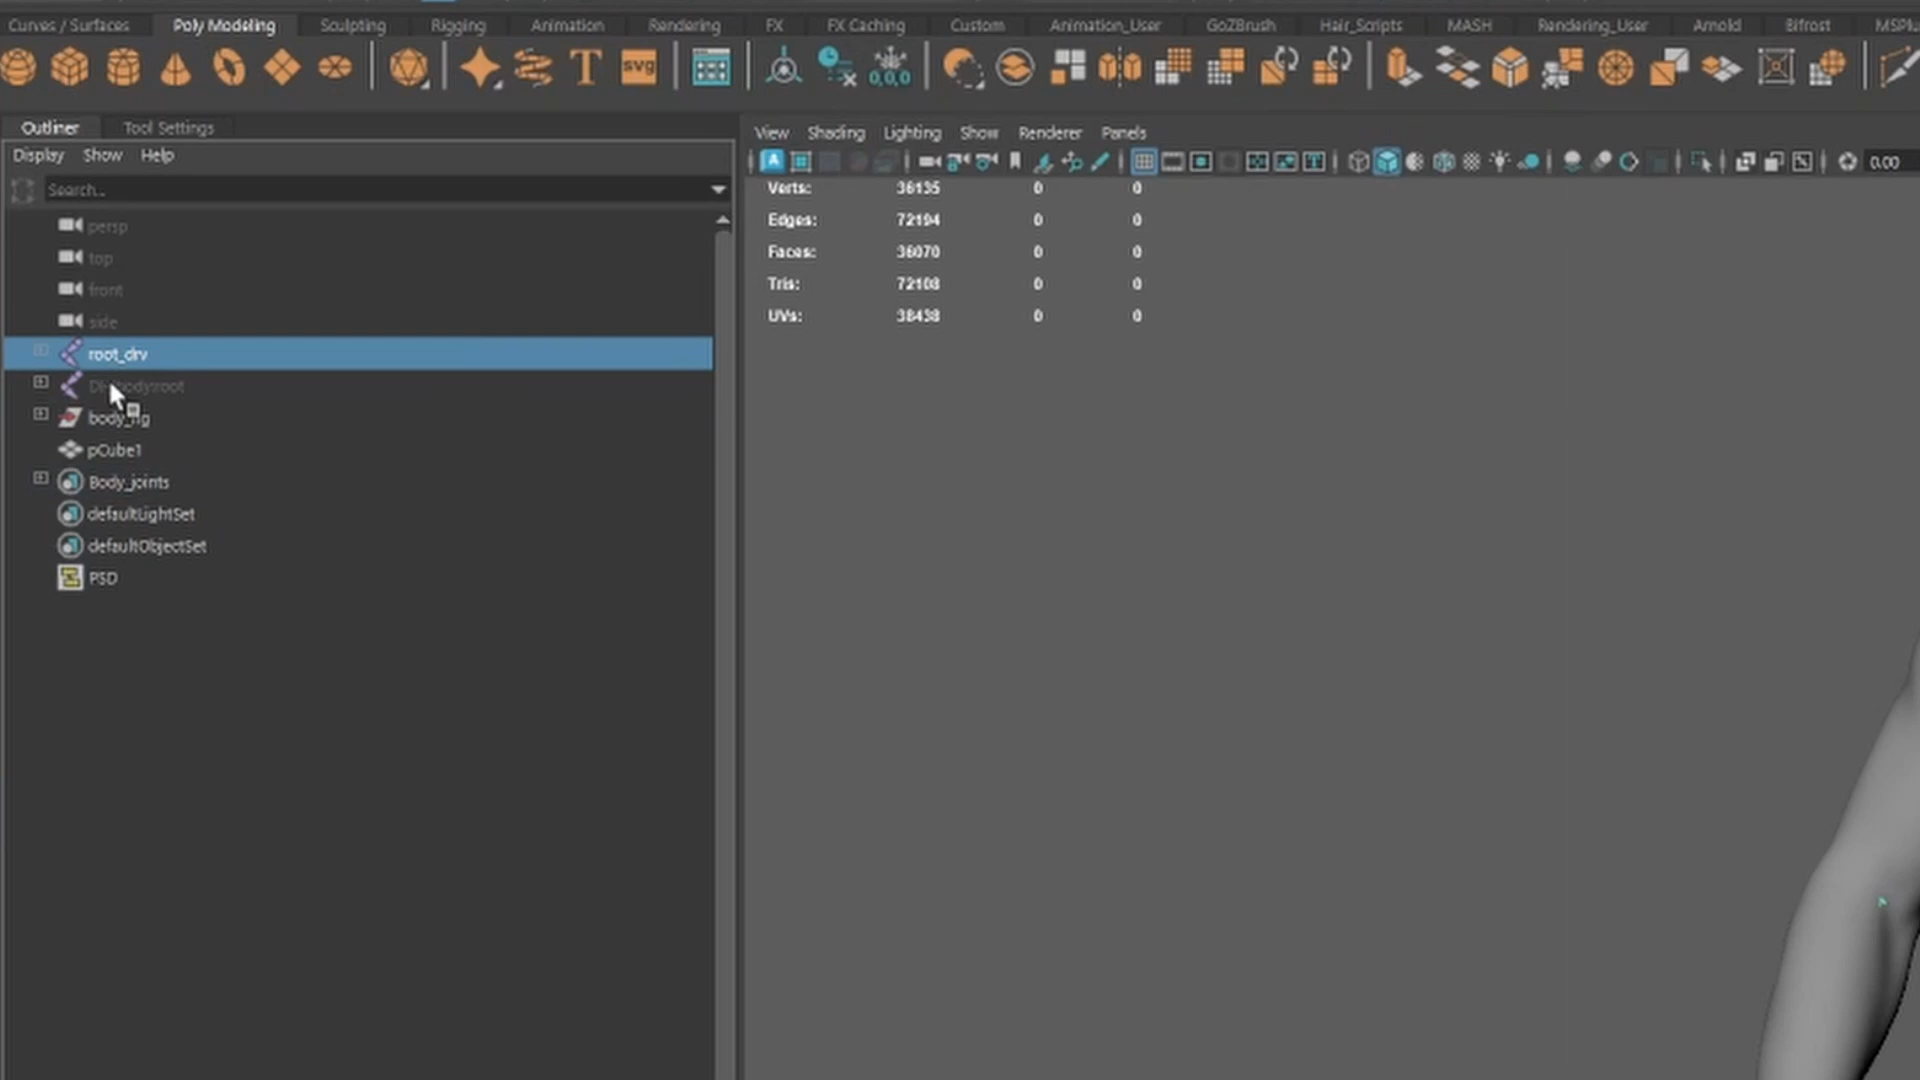 Curves / Surfaces Poly Modeling Sculpting Rigging Animation Rendering FX FX Caching Custom Animation_User GoZBrush Hair_Scripts MASH Rendering_User Arnold Bifrost
T svg 0,0,0
Outliner Tool Settings
Display Show Help
Search...
persp
top
front
side
root_drv
body_rig
pCube1
Body_joints
defaultLightSet
defaultObjectSet
PSD
View Shading Lighting Show Renderer Panels
0.00
Verts: 36135 0 0
Edges: 72194 0 0
Faces: 36070 0 0
Tris: 72108 0 0
UVs: 38438 0 0